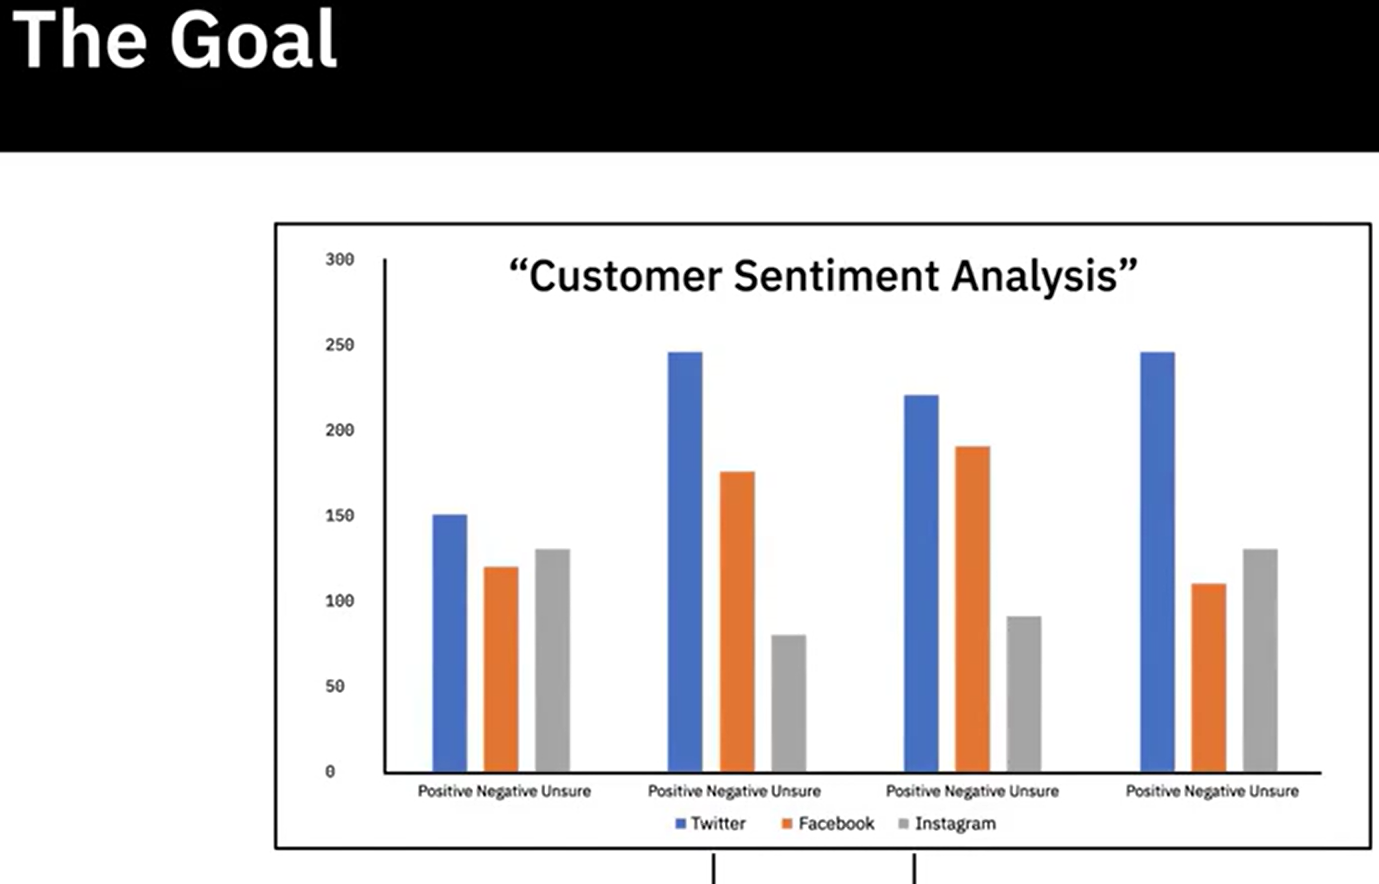 The Goal
“Customer Sentiment Analysis”
300
250
200
150
100
50
0
Positive Negative Unsure Positive Negative Unsure Positive Negative Unsure Positive Negative Unsure
Twitter Facebook Instagram